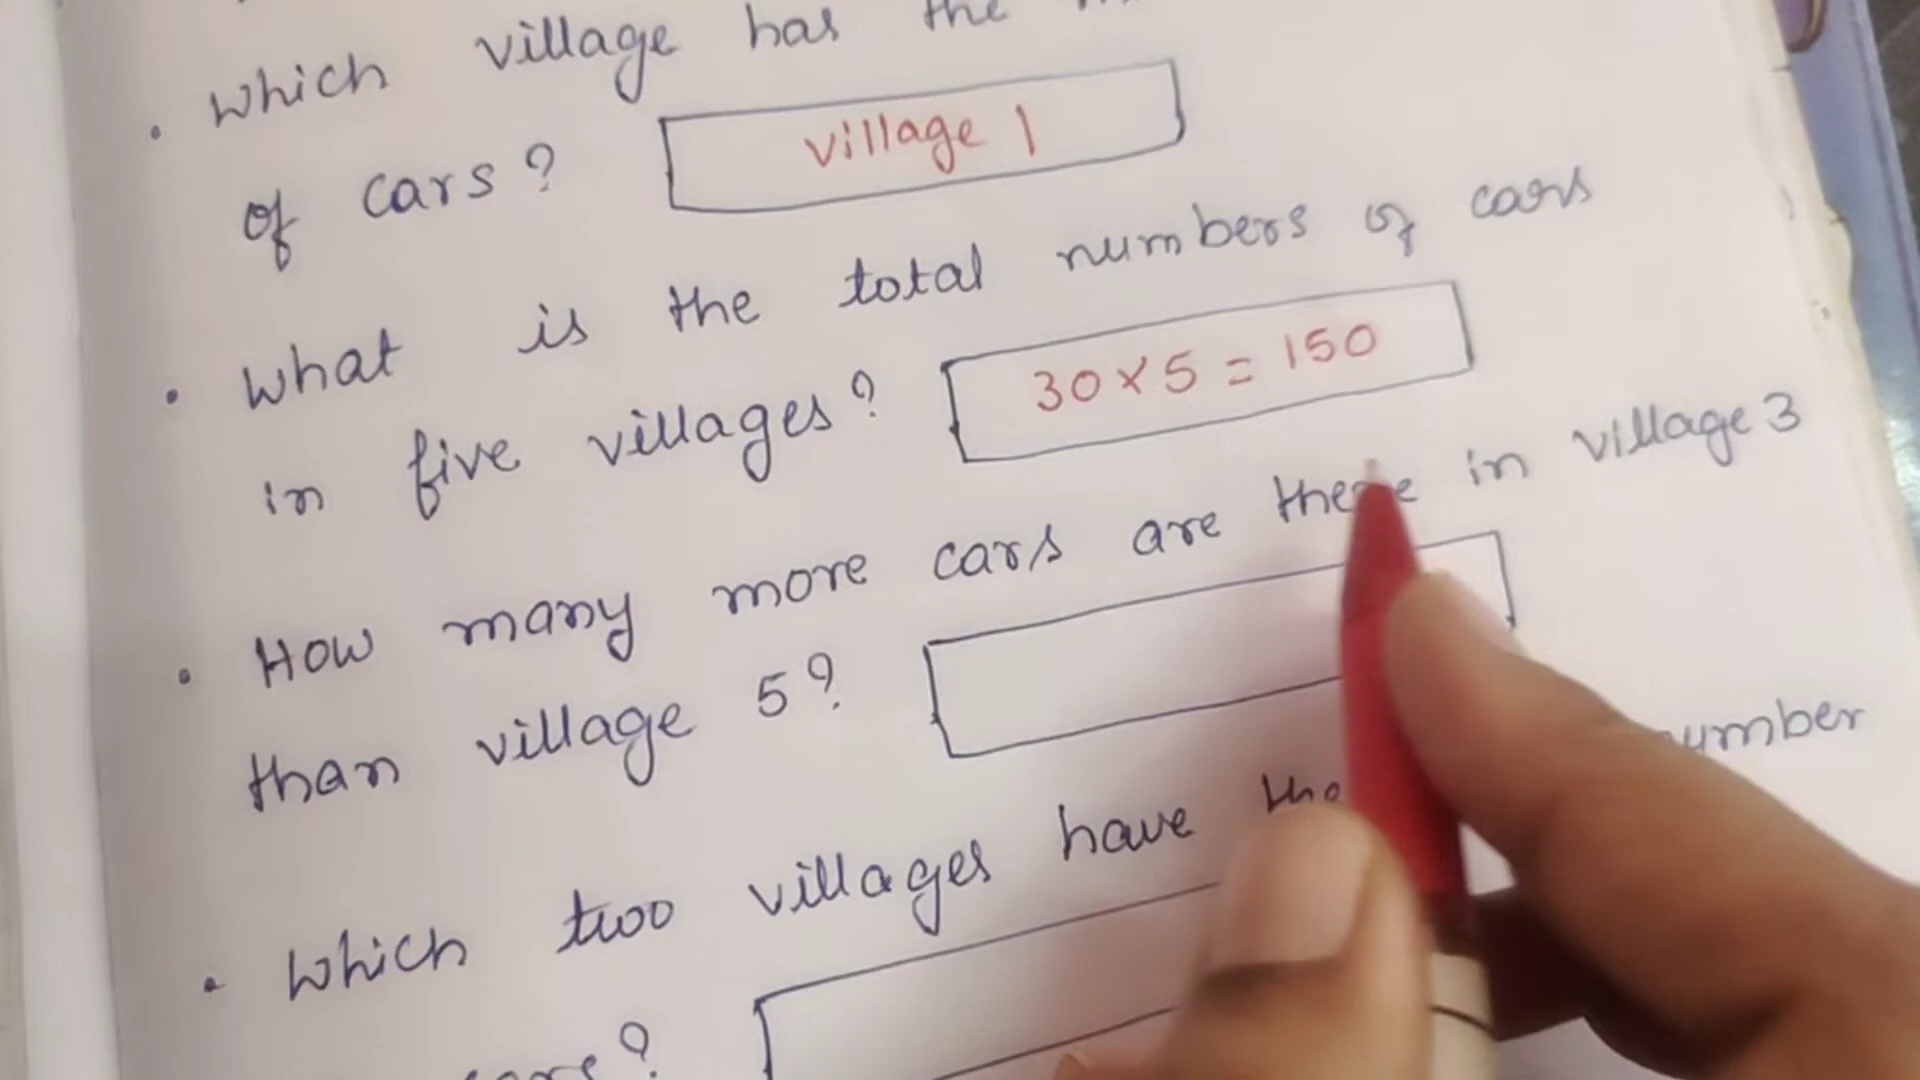 • Which village has the
of cars? village 1
• What is the total numbers of cars
in five villages? 30 x 5 = 150
• How many more cars are there in village 3
than village 5?
• Which two villages have the number
cars?